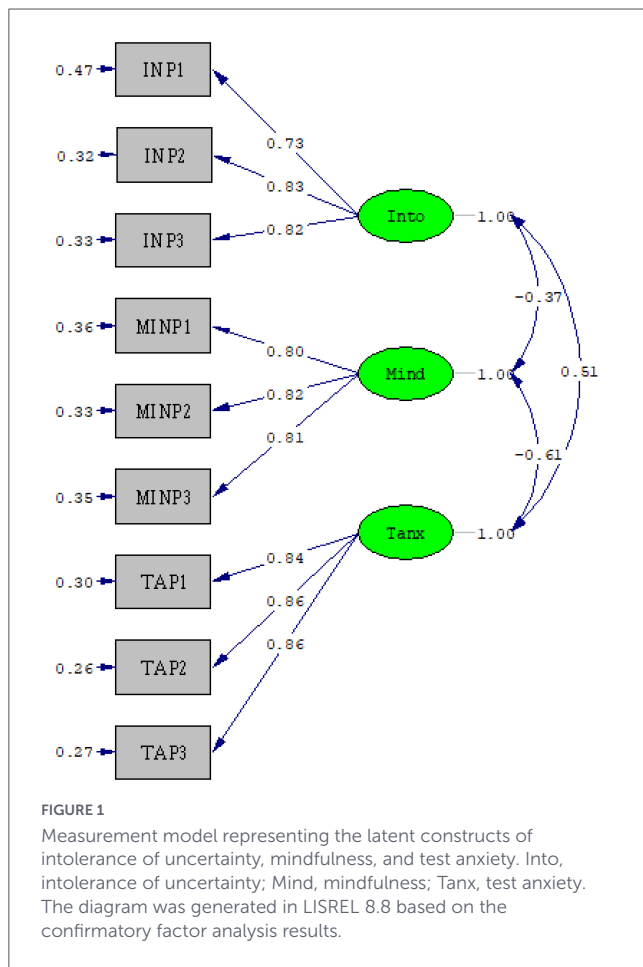 0.47 INP1
0.73
0.32 INP2
0.83
0.33 INP3
0.82
Into 1.00
-0.37
0.36 MINP1
0.80
0.33 MINP2
0.82
Mind 1.00
0.51
0.81
-0.61
0.35 MINP3
Tanx 1.00
0.30 TAP1
0.84
0.86
0.26 TAP2
0.86
0.27 TAP3
FIGURE 1
Measurement model representing the latent constructs of
intolerance of uncertainty, mindfulness, and test anxiety. Into,
intolerance of uncertainty; Mind, mindfulness; Tanx, test anxiety.
The diagram was generated in LISREL 8.8 based on the
confirmatory factor analysis results.